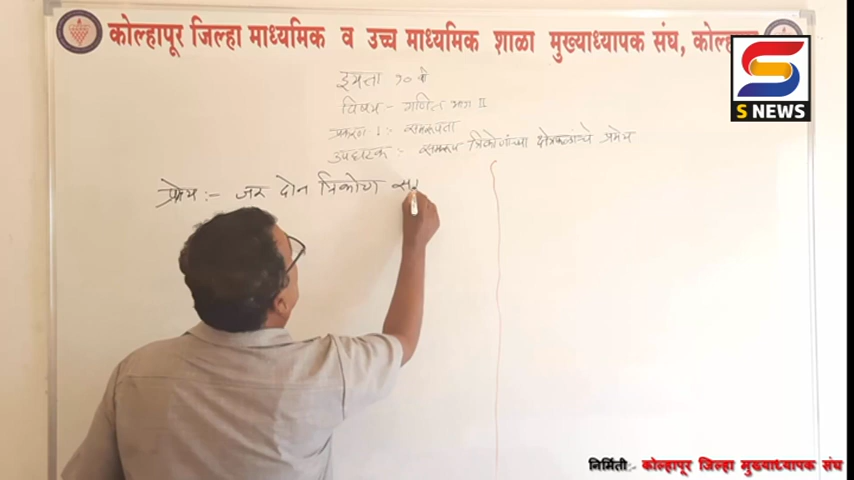 कोल्हापूर जिल्हा माध्यमिक व उच्च माध्यमिक शाळा मुख्याध्यापक संघ,
S NEWS
इयत्ता १० वी
विषय - गणित भाग II
प्रकरण 1 :- समरूपता
उपघटक :- समरूप त्रिकोणांच्या क्षेत्रफळांचे प्रमेय
प्रमेय :- जर दोन त्रिकोण
निर्मिती:- कोल्हापूर जिल्हा मुख्याध्यापक संघ